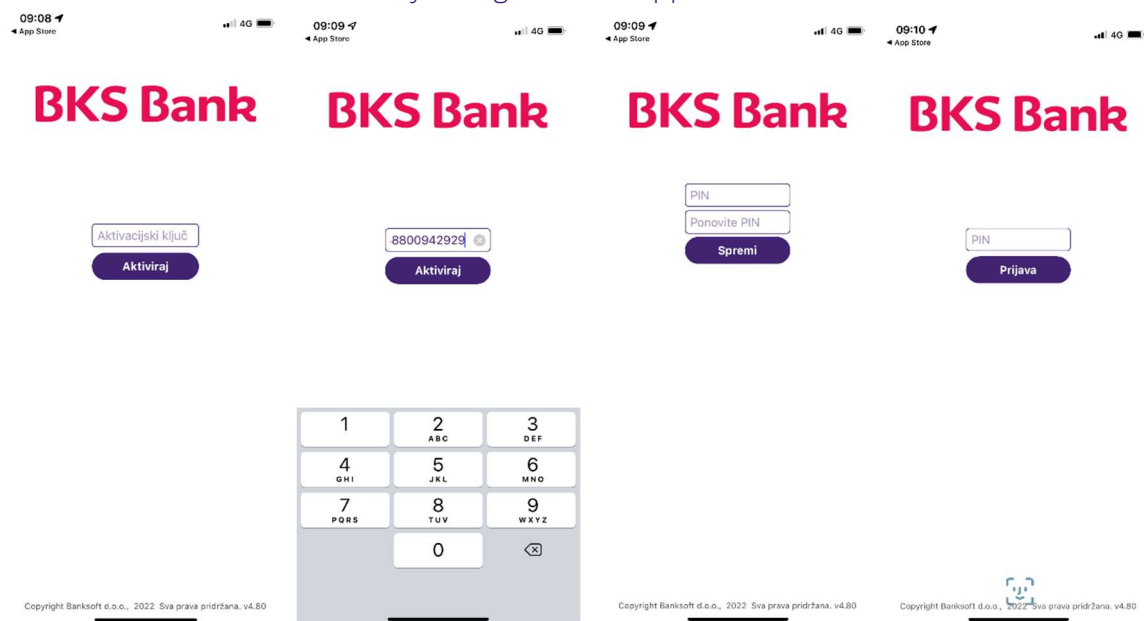 09:08
App Store
4G
BKS Bank
Aktivacijski ključ
Aktiviraj
Copyright Banksoft d.o.o., 2022 Sva prava pridržana. v4.80
09:09
App Store
4G
BKS Bank
8800942929
Aktiviraj
1
2
ABC
3
DEF
4
GHI
5
JKL
6
MNO
7
PQRS
8
TUV
9
WXYZ
0
09:09
App Store
4G
BKS Bank
PIN
Ponovite PIN
Spremi
Copyright Banksoft d.o.o., 2022 Sva prava pridržana. v4.80
09:10
App Store
4G
BKS Bank
PIN
Prijava
Copyright Banksoft d.o.o., 2022 Sva prava pridržana. v4.80